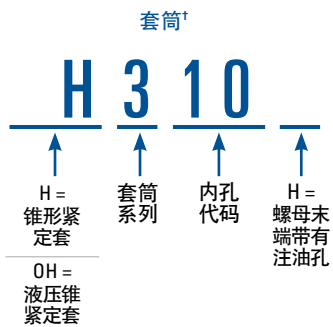 套筒†
H 3 10
H =
锥形紧
定套
OH =
液压锥
紧定套
套筒
系列
内孔
代码
H =
螺母末
端带有
注油孔